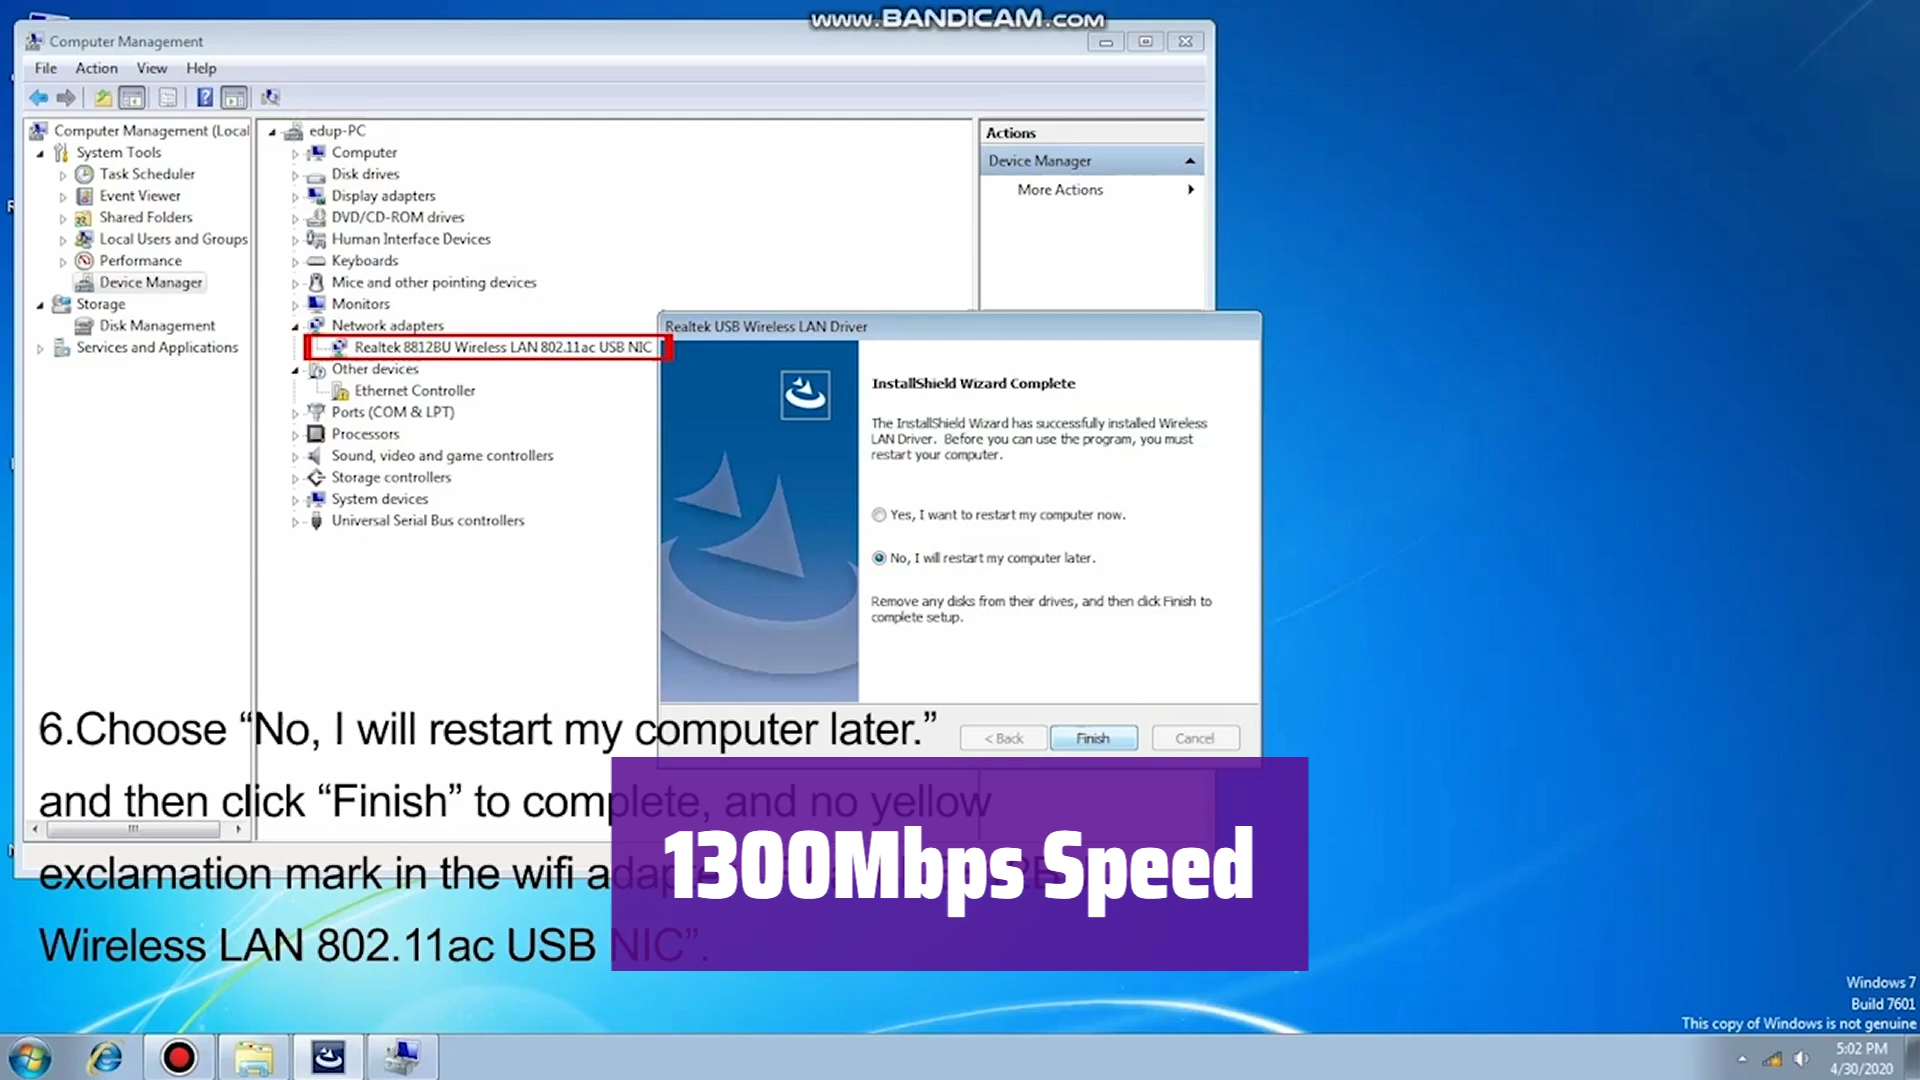 www.BANDICAM.COM
Computer Management
File Action View Help
Computer Management (Local
System Tools
Task Scheduler
Event Viewer
Shared Folders
Local Users and Groups
Performance
Device Manager
Storage
Disk Management
Services and Applications
edup-PC
Computer
Disk drives
Display adapters
DVD/CD-ROM drives
Human Interface Devices
Keyboards
Mice and other pointing devices
Monitors
Network adapters
Realtek 8812BU Wireless LAN 802.11ac USB NIC
Other devices
Ethernet Controller
Ports (COM & LPT)
Processors
Sound, video and game controllers
Storage controllers
System devices
Universal Serial Bus controllers
Actions
Device Manager
More Actions
Realtek USB Wireless LAN Driver
InstallShield Wizard Complete
The InstallShield Wizard has successfully installed Wireless
LAN Driver. Before you can use the program, you must
restart your computer.
Yes, I want to restart my computer now.
No, I will restart my computer later.
Remove any disks from their drives, and then click Finish to
complete setup.
< Back Finish Cancel
6.Choose “No, I will restart my computer later.”
and then click “Finish” to complete, and no yellow
exclamation mark in the wifi
Wireless LAN 802.11ac USB NIC”.
1300Mbps Speed
Windows 7
Build 7601
This copy of Windows is not genuine
5:02 PM
4/30/2020